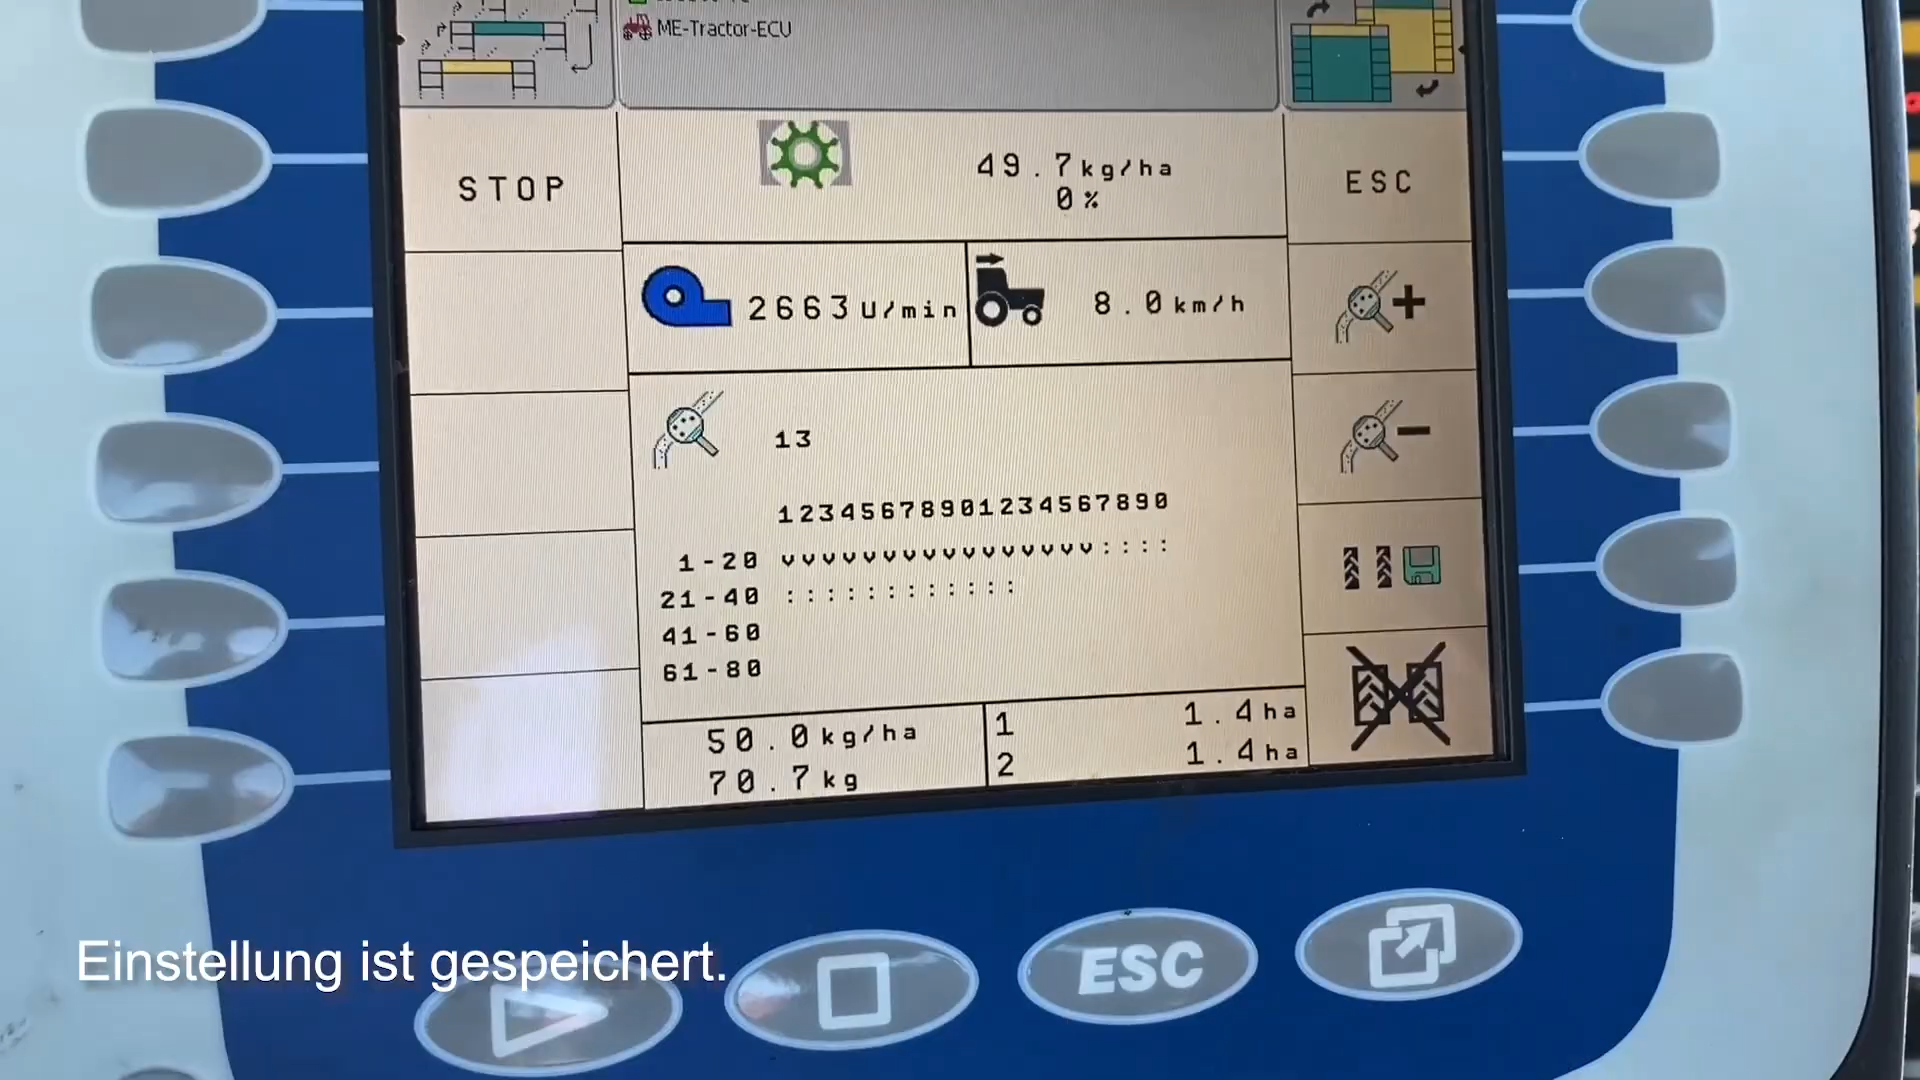 ME-Tractor-ECU
STOP
49.7kg/ha
0%
ESC
2663U/min
8.0km/h
13
12345678901234567890
1-20 vvvvvvvvvvvvvvvv::::
21-40 ::::::::::::
41-60
61-80
50.0kg/ha
70.7kg
1 1.4ha
2 1.4ha
Einstellung ist gespeichert.
ESC